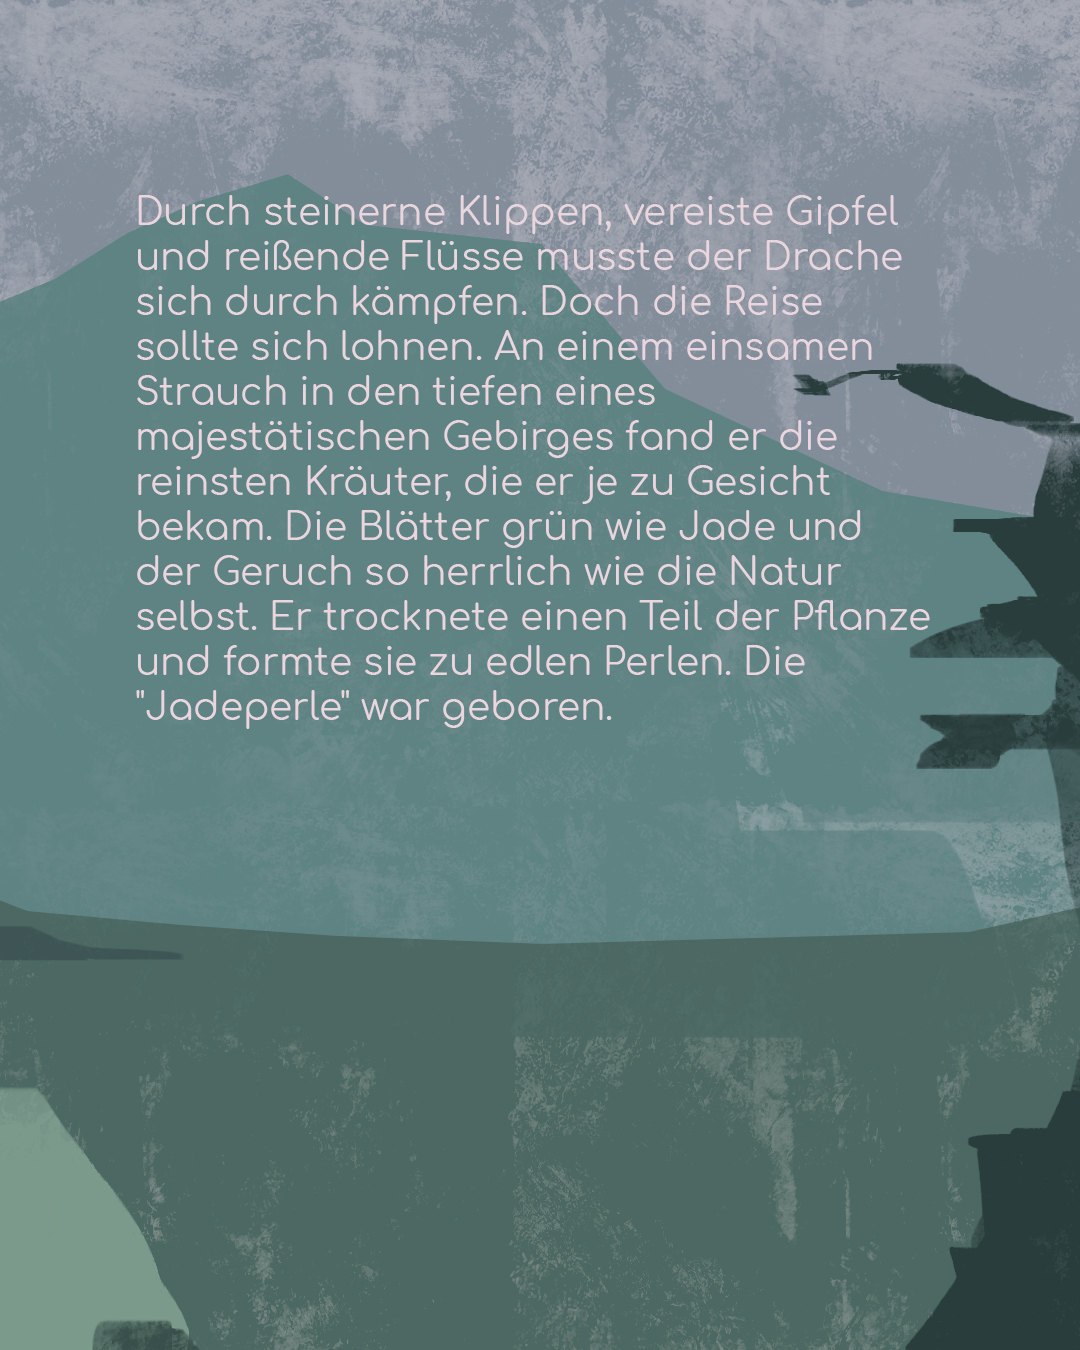 Durch steinerne Klippen, vereiste Gipfel
und reißende Flüsse musste der Drache
sich durch kämpfen. Doch die Reise
sollte sich lohnen. An einem einsamen
Strauch in den tiefen eines
majestätischen Gebirges fand er die
reinsten Kräuter, die er je zu Gesicht
bekam. Die Blätter grün wie Jade und
der Geruch so herrlich wie die Natur
selbst. Er trocknete einen Teil der Pflanze
und formte sie zu edlen Perlen. Die
"Jadeperle" war geboren.